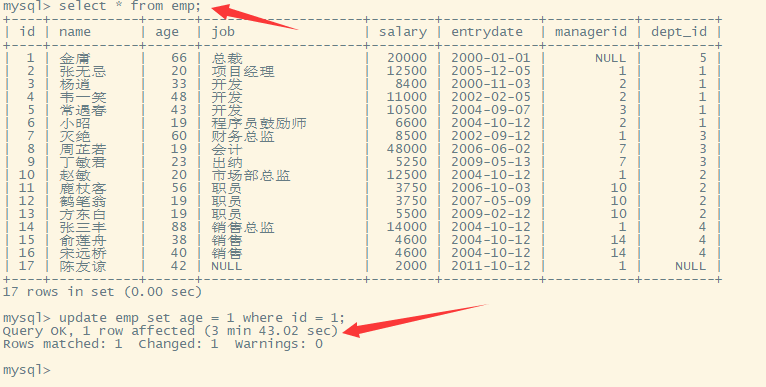 mysql> select * from emp;
+----+--------+-----+--------------+--------+------------+-----------+---------+
| id | name | age | job | salary | entrydate | managerid | dept_id |
+----+--------+-----+--------------+--------+------------+-----------+---------+
| 1 | 金庸 | 66 | 总裁 | 20000 | 2000-01-01 | NULL | 5 |
| 2 | 张无忌 | 20 | 项目经理 | 12500 | 2005-12-05 | 1 | 1 |
| 3 | 杨逍 | 33 | 开发 | 8400 | 2000-11-03 | 2 | 1 |
| 4 | 韦一笑 | 48 | 开发 | 11000 | 2002-02-05 | 2 | 1 |
| 5 | 常遇春 | 43 | 开发 | 10500 | 2004-09-07 | 3 | 1 |
| 6 | 小昭 | 19 | 程序员鼓励师 | 6600 | 2004-10-12 | 2 | 1 |
| 7 | 灭绝 | 60 | 财务总监 | 8500 | 2002-09-12 | 1 | 3 |
| 8 | 周芷若 | 19 | 会计 | 48000 | 2006-06-02 | 7 | 3 |
| 9 | 丁敏君 | 23 | 出纳 | 5250 | 2009-05-13 | 7 | 3 |
| 10 | 赵敏 | 20 | 市场部总监 | 12500 | 2004-10-12 | 1 | 2 |
| 11 | 鹿杖客 | 56 | 职员 | 3750 | 2006-10-03 | 10 | 2 |
| 12 | 鹤笔翁 | 19 | 职员 | 3750 | 2007-05-09 | 10 | 2 |
| 13 | 方东白 | 19 | 职员 | 5500 | 2009-02-12 | 10 | 2 |
| 14 | 张三丰 | 88 | 销售总监 | 14000 | 2004-10-12 | 1 | 4 |
| 15 | 俞莲舟 | 38 | 销售 | 4600 | 2004-10-12 | 14 | 4 |
| 16 | 宋远桥 | 40 | 销售 | 4600 | 2004-10-12 | 14 | 4 |
| 17 | 陈友谅 | 42 | NULL | 2000 | 2011-10-12 | 1 | NULL |
+----+--------+-----+--------------+--------+------------+-----------+---------+
17 rows in set (0.00 sec)
mysql> update emp set age = 1 where id = 1;
Query OK, 1 row affected (3 min 43.02 sec)
Rows matched: 1 Changed: 1 Warnings: 0
mysql>